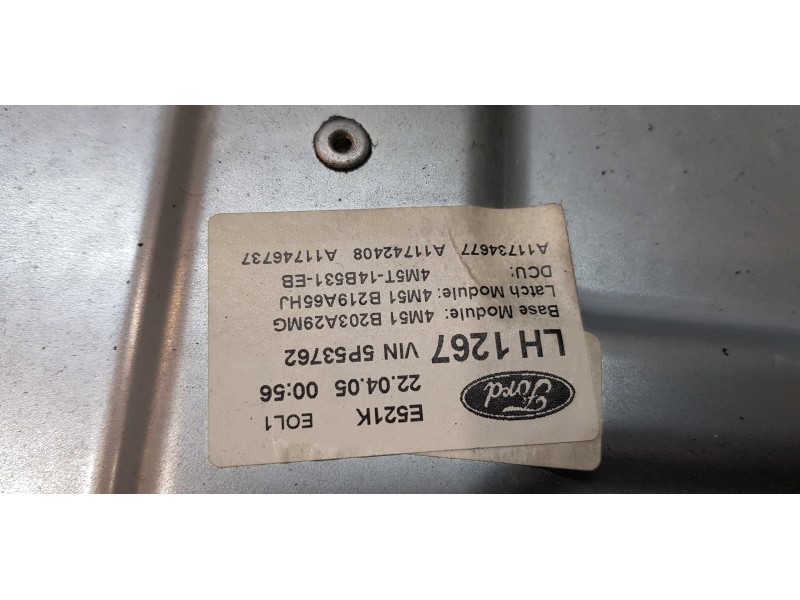 Ford
E521K EOL1
22.04.05 00:56
LH 1267 VIN 5P53762
Base Module: 4M51 B203A29MG
Latch Module: 4M51 B219A65HJ
DCU:
4M5T-14B531-EB
A11734677 A11742408 A11746737